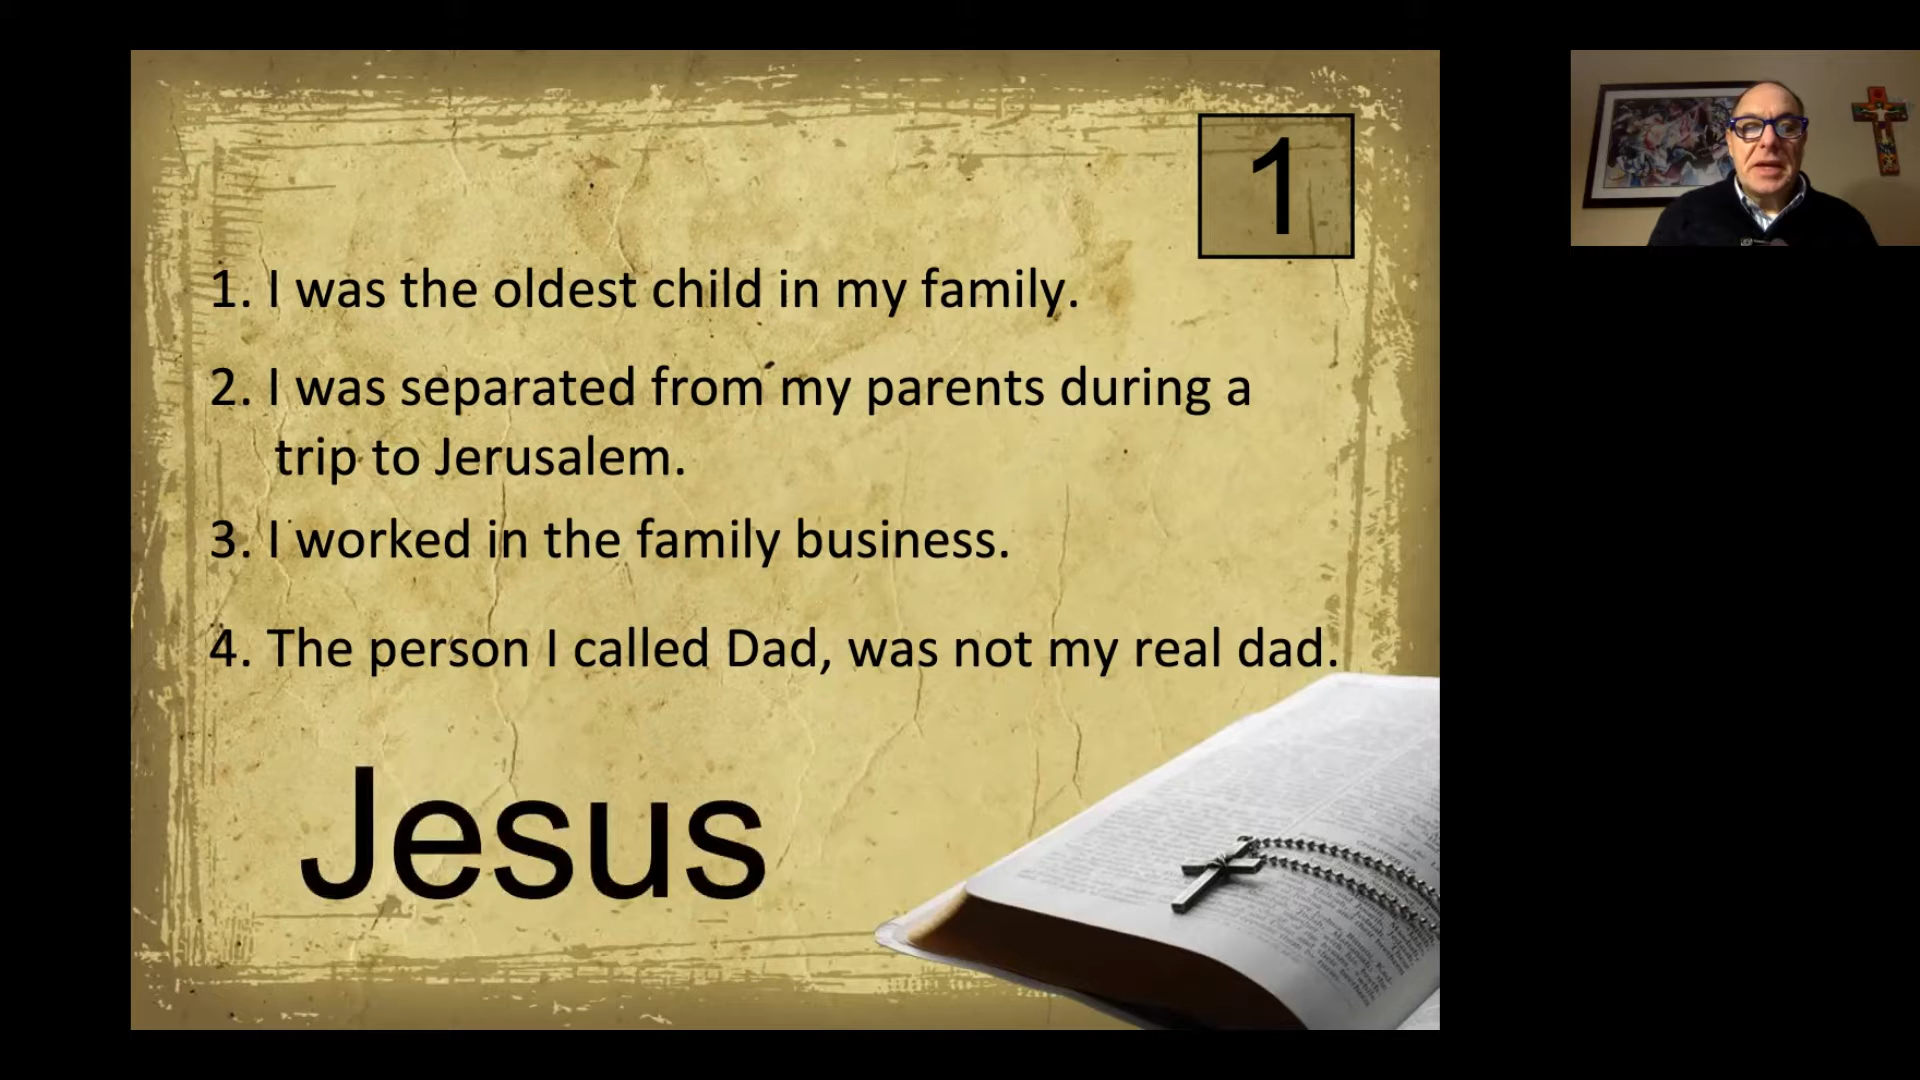 1
1. I was the oldest child in my family.
2. I was separated from my parents during a
trip to Jerusalem.
3. I worked in the family business.
4. The person I called Dad, was not my real dad.
Jesus